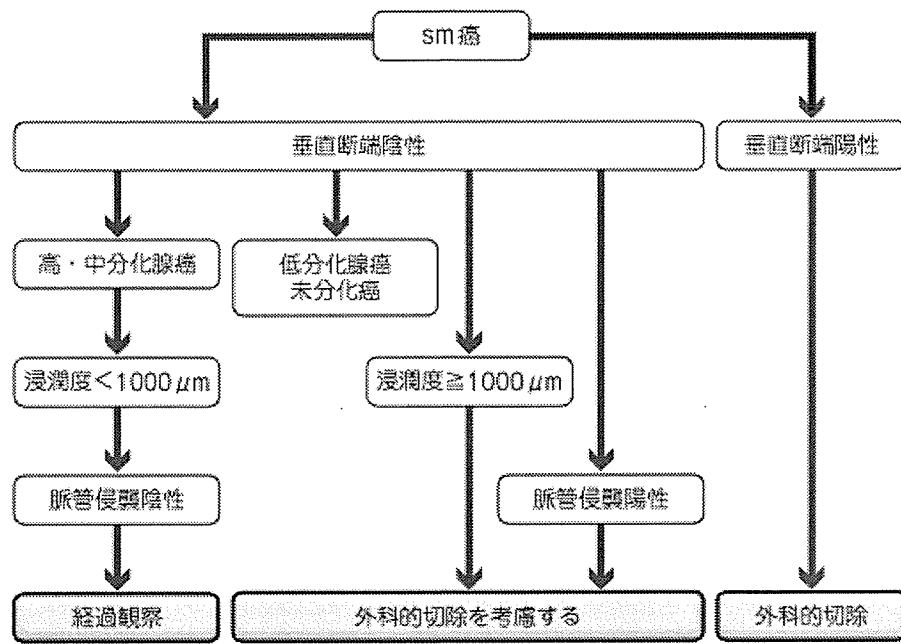 sm癌
垂直断端陰性
垂直断端陽性
高・中分化腺癌
低分化腺癌
未分化癌
浸潤度<1000μm
浸潤度≧1000μm
脈管侵襲陰性
脈管侵襲陽性
経過観察
外科的切除を考慮する
外科的切除